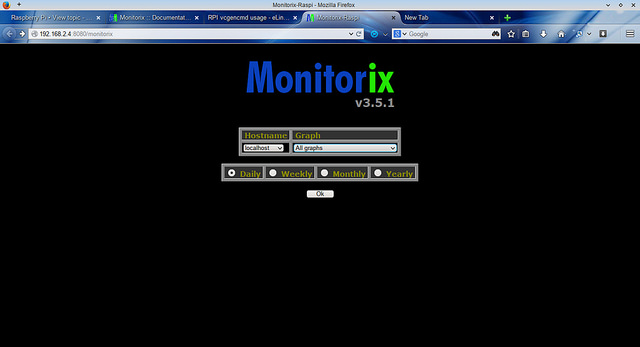 Monitorix-Raspi - Mozilla Firefox
Raspberry Pi • View topic - ...
Monitorix :: Documentat...
RPI vcgencmd usage - eLin...
Monitorix-Raspi
New Tab
192.168.2.4:8080/monitorix
Google
Monitorix
v3.5.1
Hostname Graph
localhost All graphs
Daily Weekly Monthly Yearly
Ok